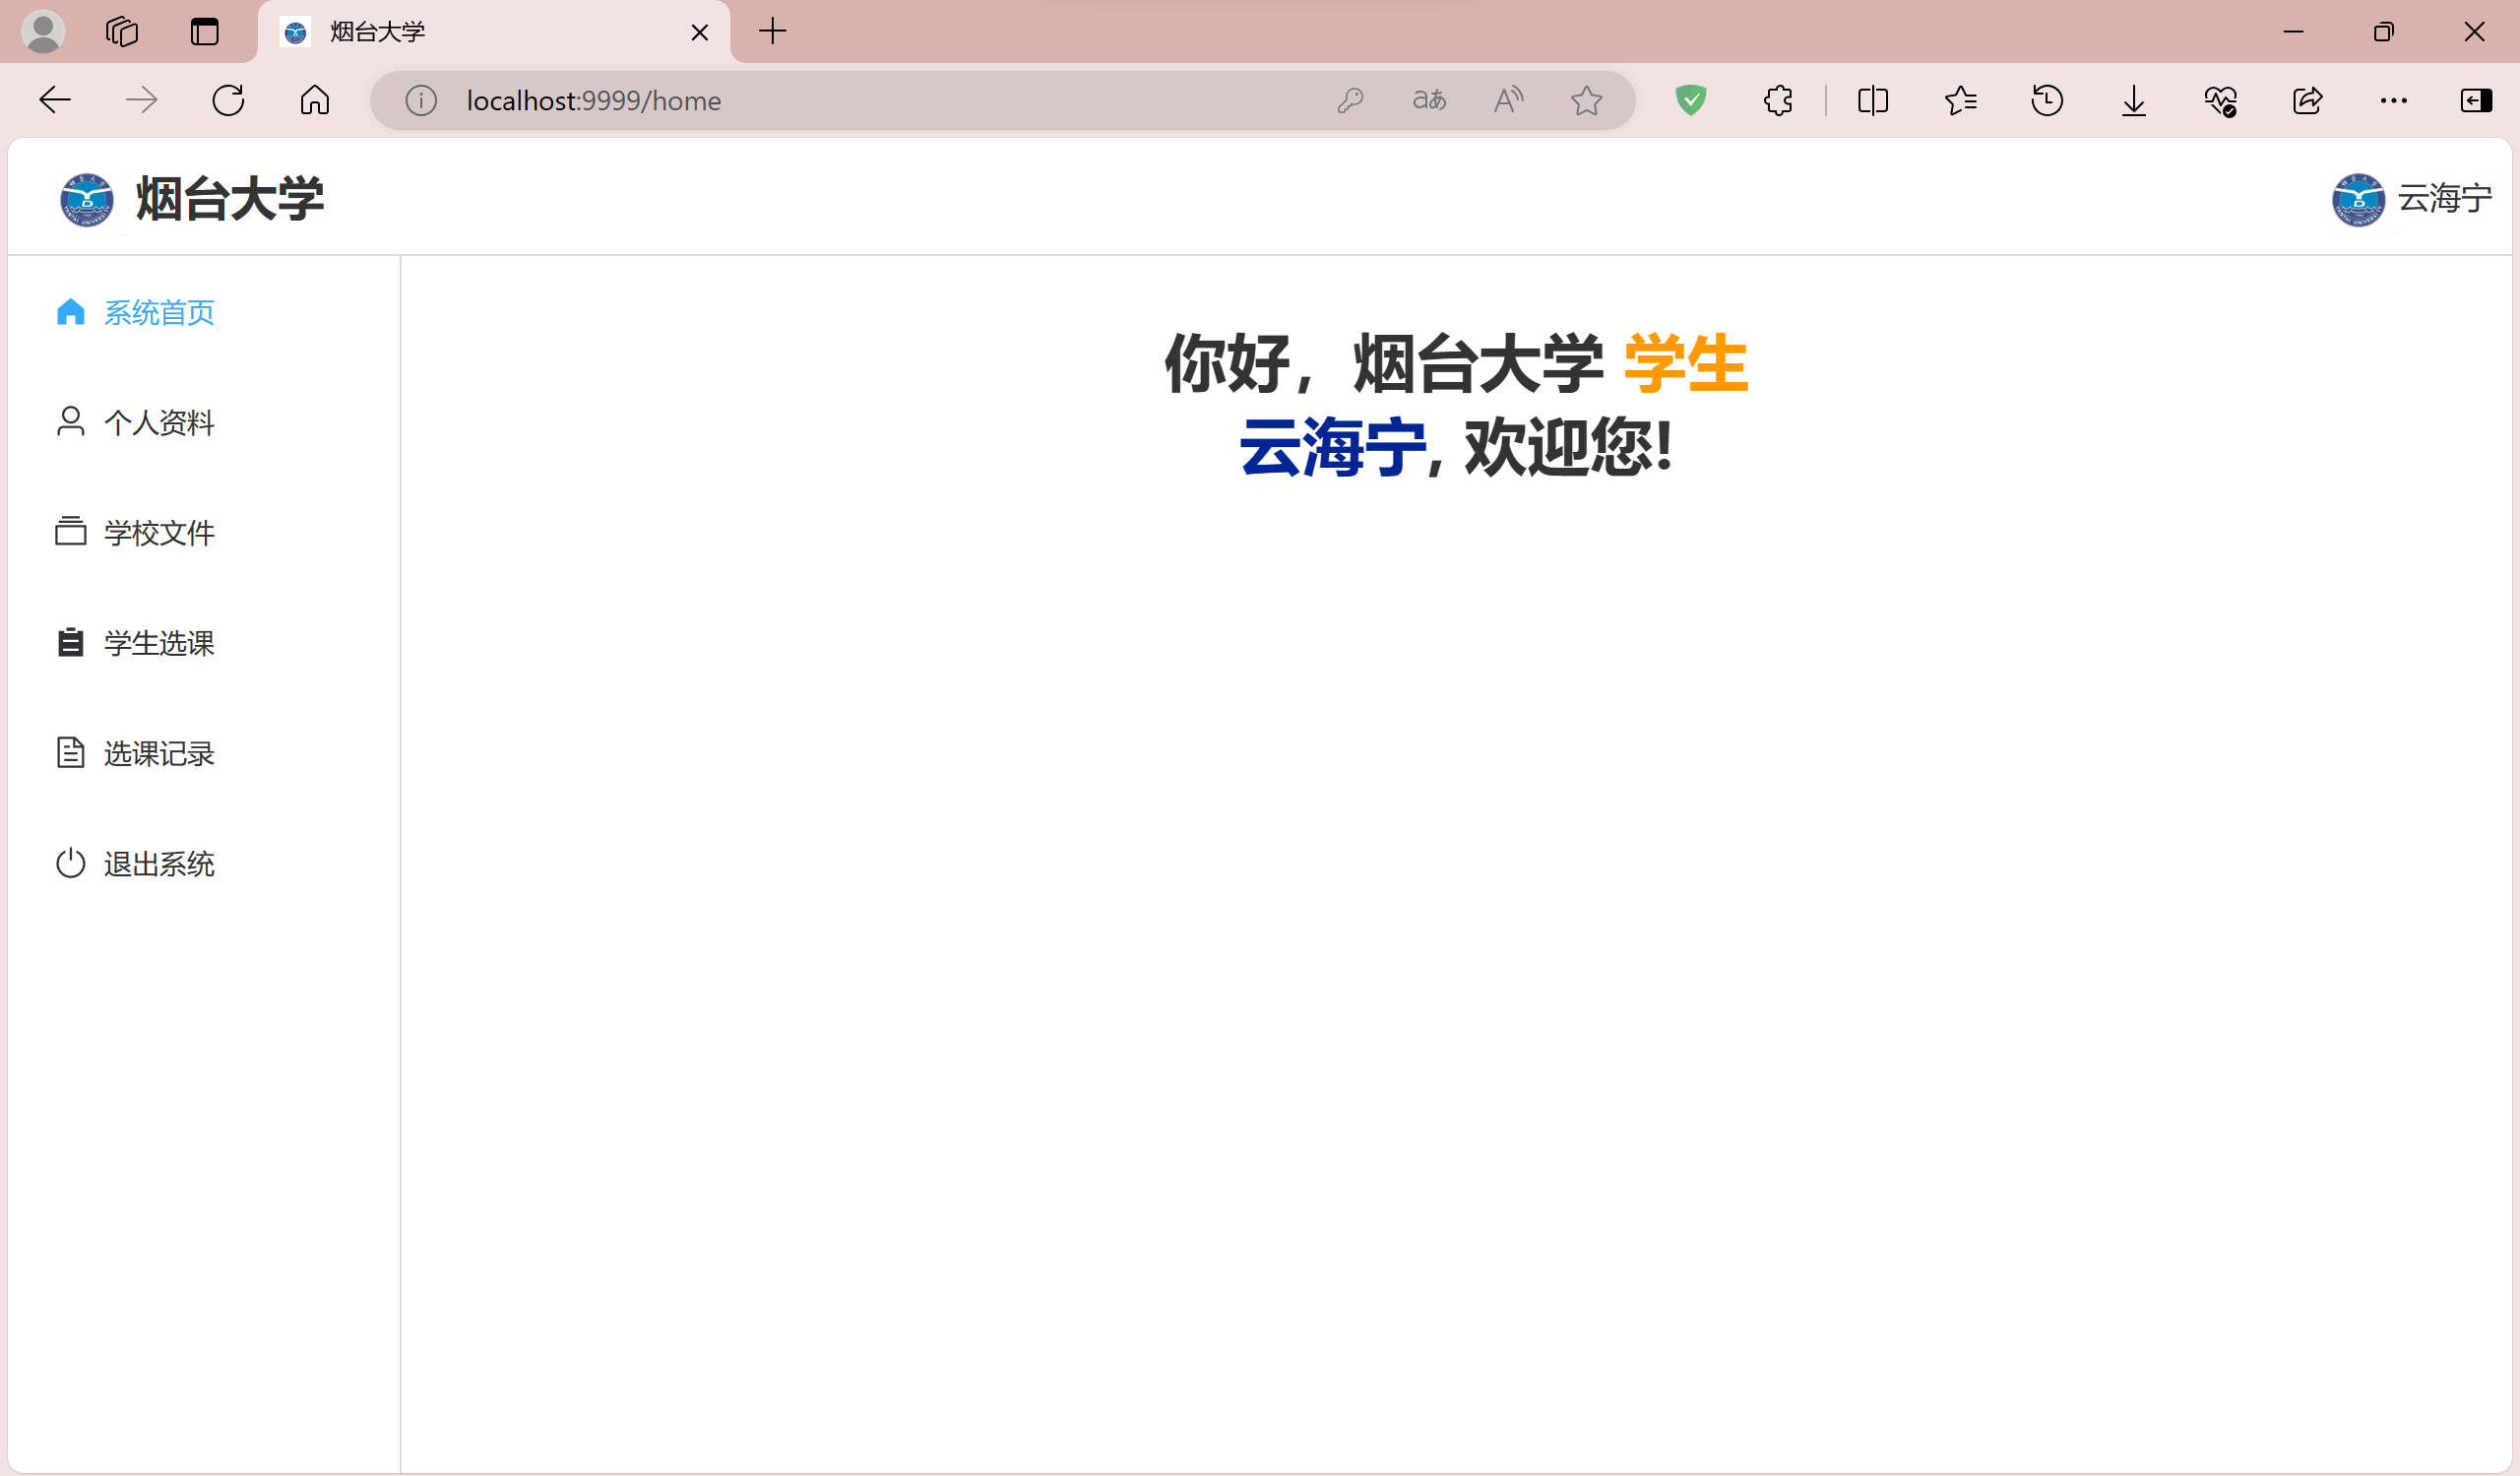 烟台大学
localhost:9999/home
烟台大学
云海宁
系统首页
个人资料
学校文件
学生选课
选课记录
退出系统
你好，烟台大学 学生
云海宁, 欢迎您!